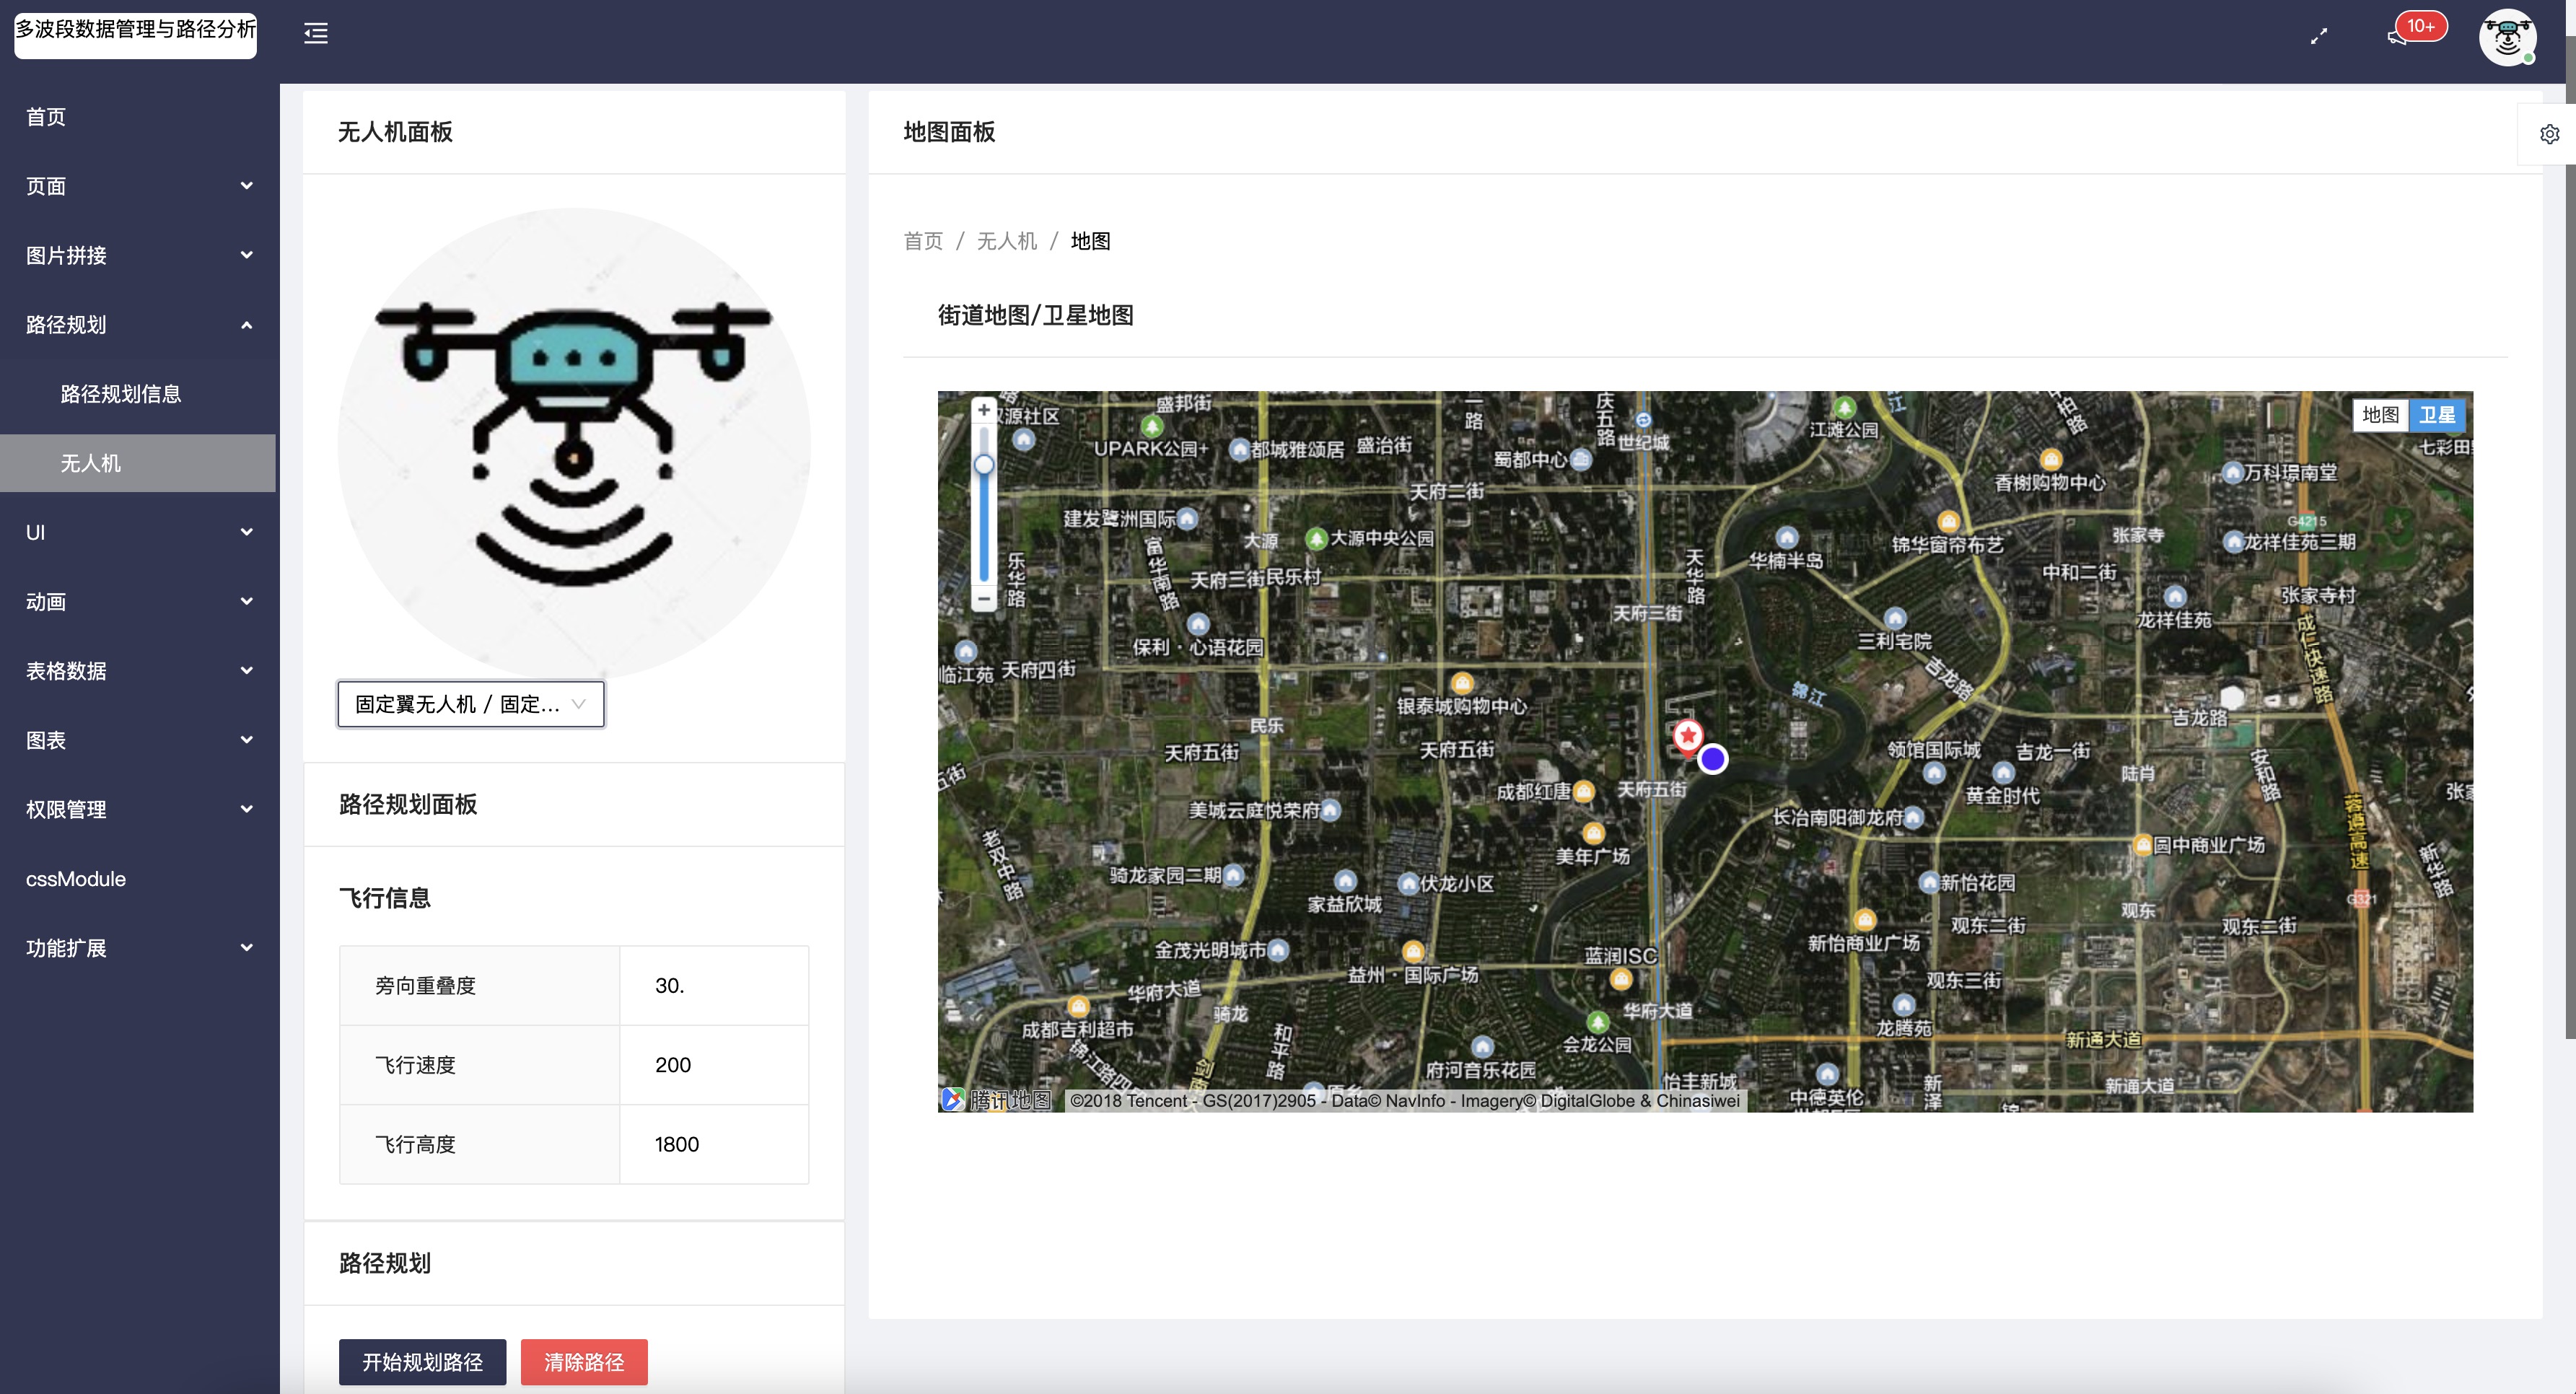 多波段数据管理与路径分析
10+
首页
页面
图片拼接
路径规划
路径规划信息
无人机
UI
动画
表格数据
图表
权限管理
cssModule
功能扩展
无人机面板
固定翼无人机 / 固定...
路径规划面板
飞行信息
旁向重叠度 30.
飞行速度 200
飞行高度 1800
路径规划
开始规划路径 清除路径
地图面板
首页 / 无人机 / 地图
街道地图/卫星地图
地图 卫星
盛邦街
一路
庆五路
世纪城
江滩公园
UPARK公园+
都城雅颂居
盛治街
蜀都中心
香榭购物中心
万科璟南堂
天府二街
建发鹭洲国际
大源
大源中央公园
富华南路
乐华路
天府三街
民乐村
天华路
华楠半岛
锦华窗帘布艺
张家寺
G4215
龙祥佳苑三期
中和二街
张家寺村
龙祥佳苑
天府三街
三利宅院
成仁快速路
保利·心语花园
临江苑
天府四街
吉龙路
锦江
银泰城购物中心
民乐
吉龙路
天府五街
天府五街
领馆国际城
吉龙一街
安和路
陆肖
成都红唐
天府五街
黄金时代
美城云庭悦荣府
长冶南阳御龙府
蓉遵高速
老双中路
美年广场
圆中商业广场
新华路
骑龙家园二期
家益欣城
伏龙小区
新怡花园
G321
观东
观东二街
观东二街
新怡商业广场
金茂光明城市
蓝润ISC
益州·国际广场
观东三街
华府大道
华府大道
骑龙
成都吉利超市
和平路
龙腾苑
会龙公园
新通大道
府河音乐花园
怡丰新城
中德英伦
新通大道
腾讯地图 ©2018 Tencent - GS(2017)2905 - Data© NavInfo - Imagery© DigitalGlobe & Chinasiwei